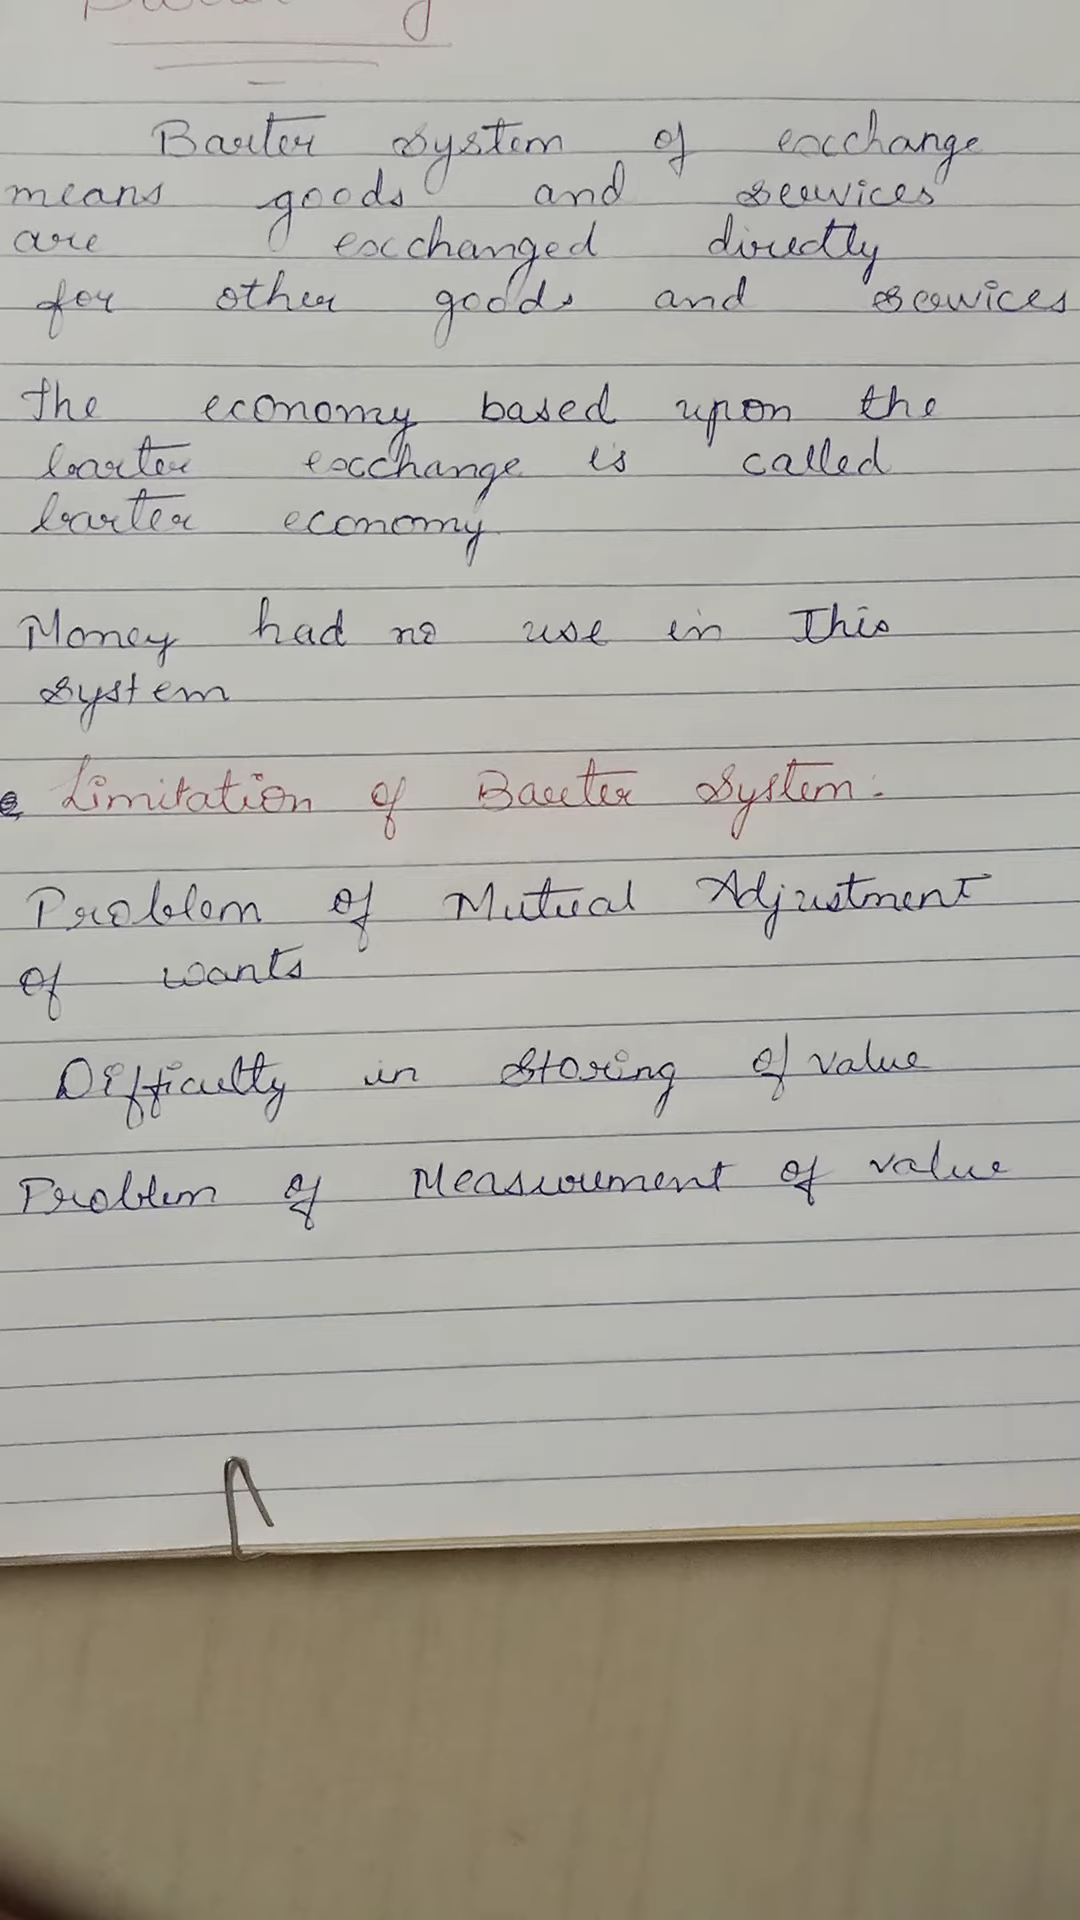 Barter system of exchange
means goods and services
are exchanged directly
for other goods and services
The economy based upon the
barter exchange is called
barter economy
Money had no use in This
system
Limitation of Barter System:
Problem of Mutual Adjustment
of wants
Difficulty in storing of value
Problem of Measurement of value